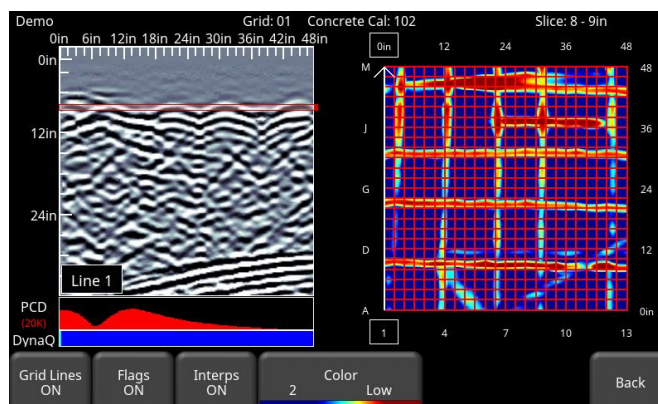 Demo Grid: 01 Concrete Cal: 102 Slice: 8 - 9in
0in 6in 12in 18in 24in 30in 36in 42in 48in
0in
12in
24in
Line 1
PCD
(20K)
DynaQ
0in 12 24 36 48
M 48
J 36
G 24
D 12
A 0in
1 4 7 10 13
Grid Lines
ON
Flags
ON
Interps
ON
Color
2 Low
Back